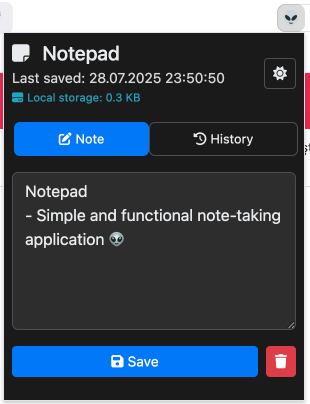 Notepad
Last saved: 28.07.2025 23:50:50
Local storage: 0.3 KB
Note
History
Notepad
- Simple and functional note-taking
application 👽
Save